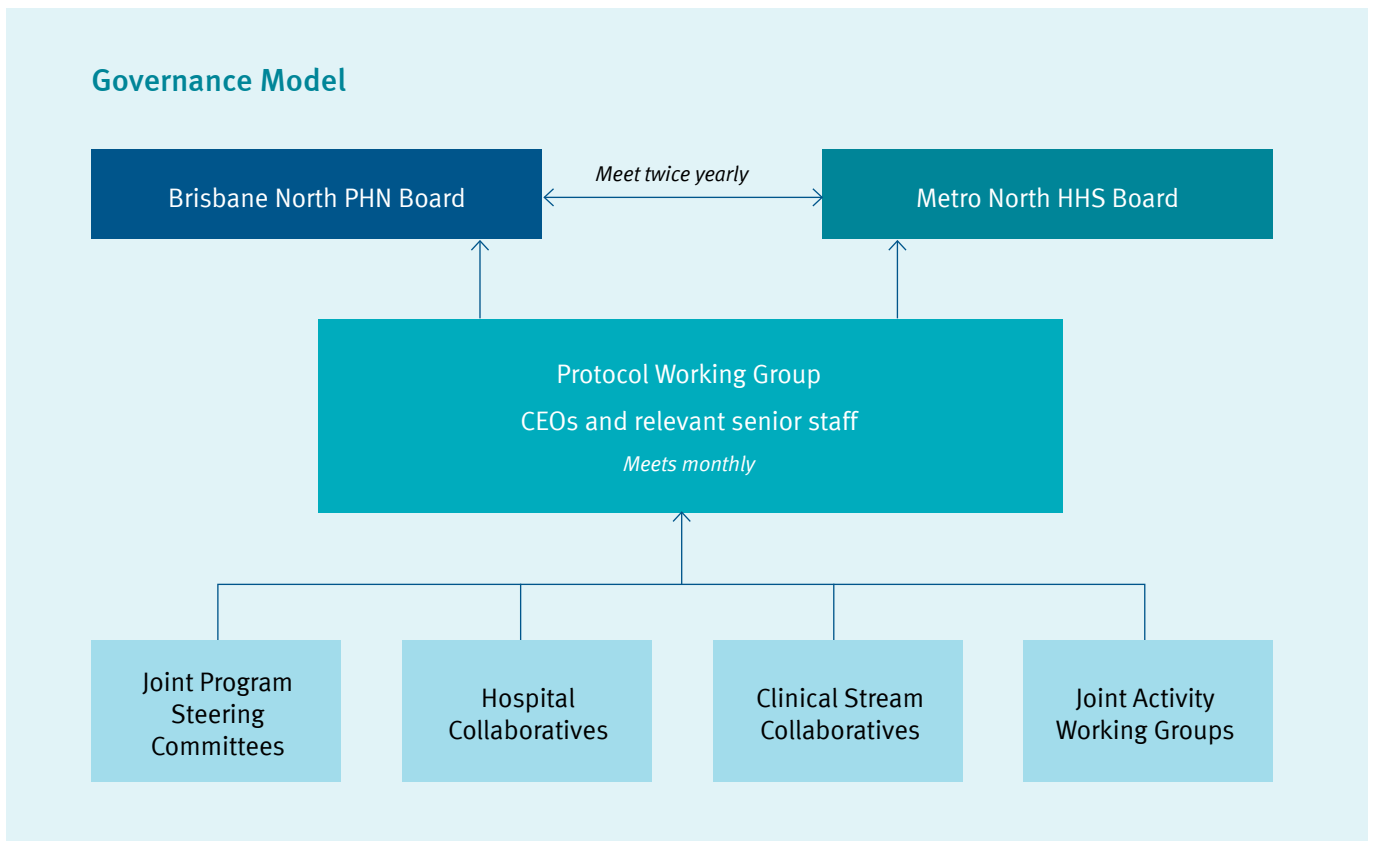 Governance Model
Brisbane North PHN Board
Meet twice yearly
Metro North HHS Board
Protocol Working Group
CEOs and relevant senior staff
Meets monthly
Joint Program
Steering
Committees
Hospital
Collaboratives
Clinical Stream
Collaboratives
Joint Activity
Working Groups